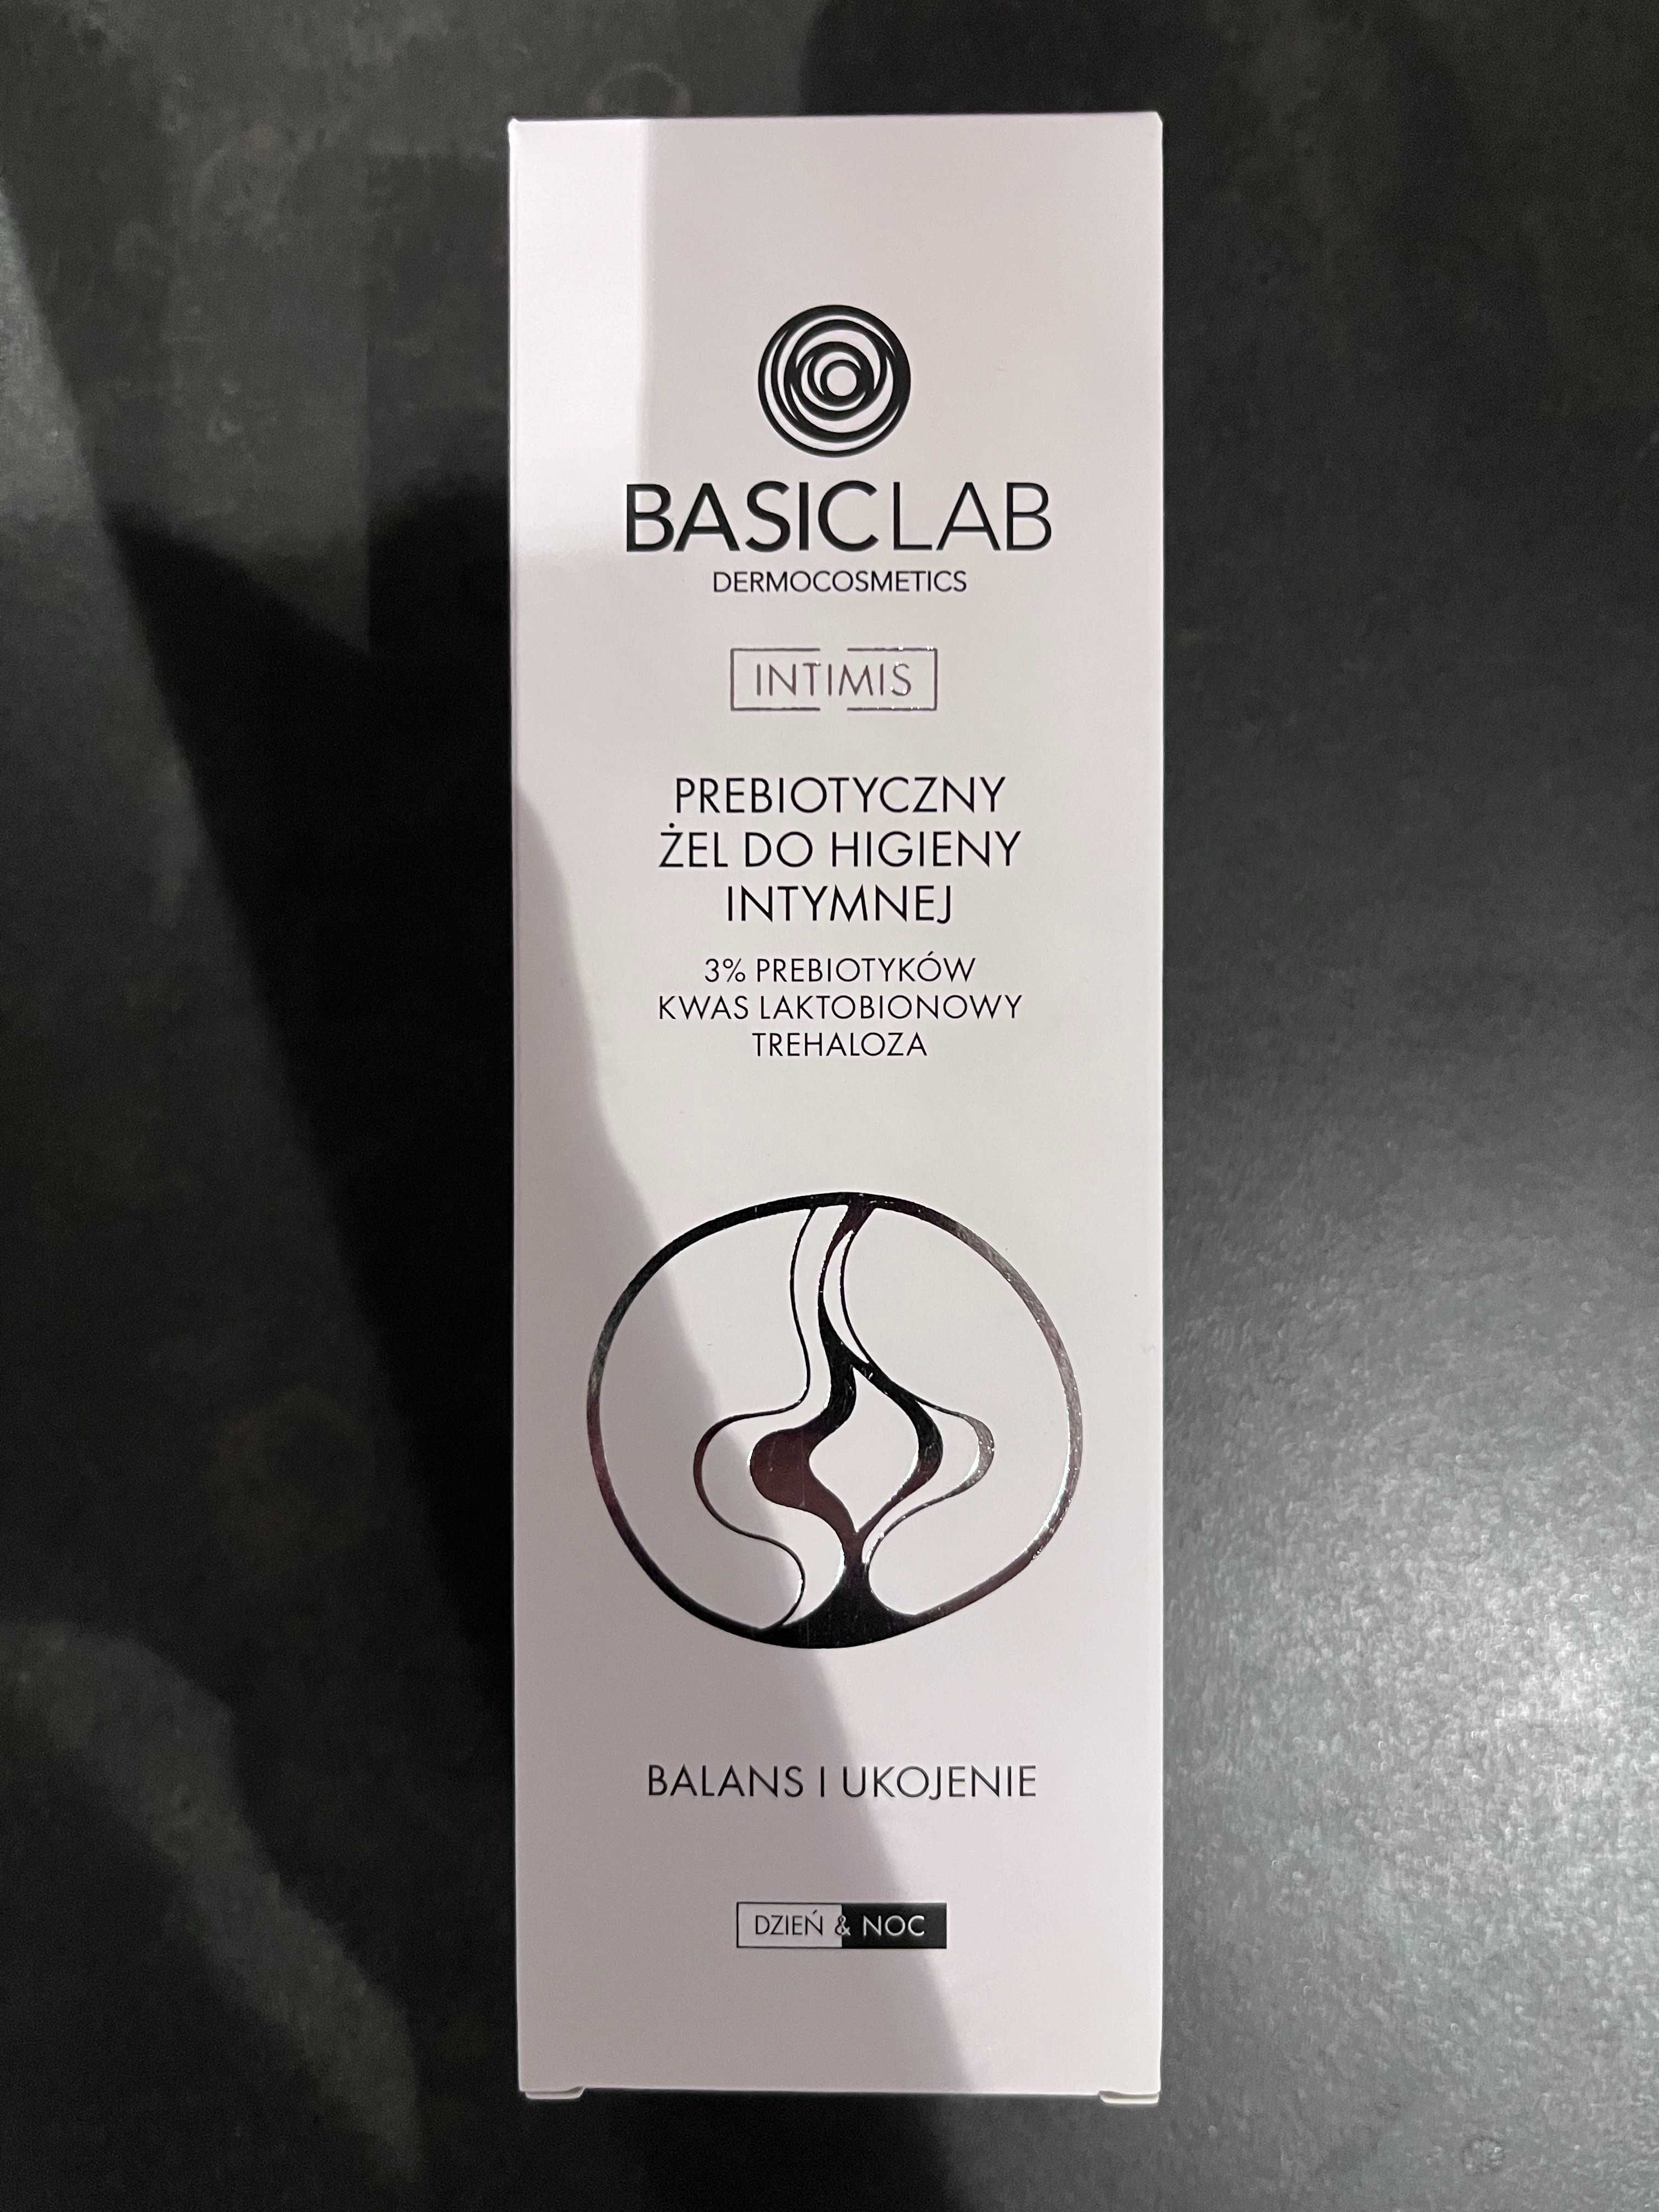 BASICLAB
DERMOCOSMETICS
INTIMIS
PREBIOTYCZNY
ŻEL DO HIGIENY
INTYMNEJ
3% PREBIOTYKÓW
KWAS LAKTOBIONOWY
TREHALOZA
BALANS I UKOJENIE
DZIEŃ & NOC